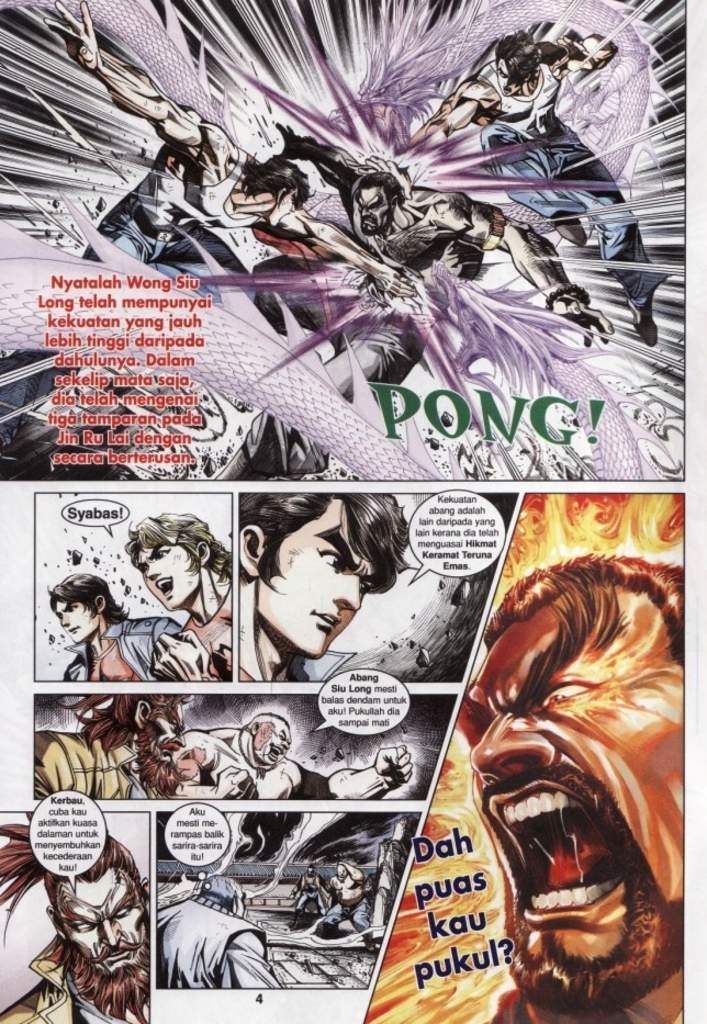 Nyatalah Wong Siu
Long telah mempunyai
kekuatan yang jauh
lebih tinggi daripada
dahulunya. Dalam
sekelip mata saja,
dia telah mengenai
tiga tamparan pada
Jin Ru Lai dengan
secara berterusan.
PONG!
Syabas!
Kekuatan
abang adalah
lain daripada yang
lain kerana dia telah
menguasai Hikmat
Keramat Teruna
Emas.
Abang
Siu Long mesti
balas dendam untuk
aku! Pukullah dia
sampai mati
Kerbau,
cuba kau
aktifkan kuasa
dalaman untuk
menyembuhkan
kecederaan
kau!
Aku
mesti me-
rampas balik
sarira-sarira
itu!
Dah
puas
kau
pukul?
4